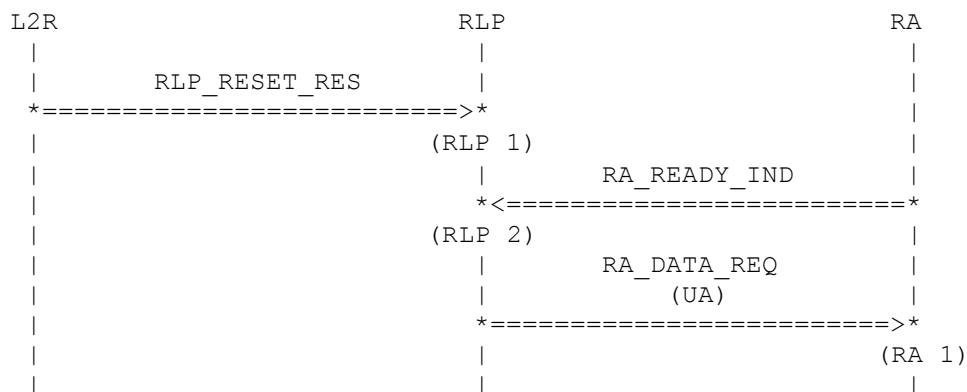 L2R RLP RA
RLP_RESET_RES
(RLP 1)
RA_READY_IND
(RLP 2)
RA_DATA_REQ
(UA)
(RA 1)